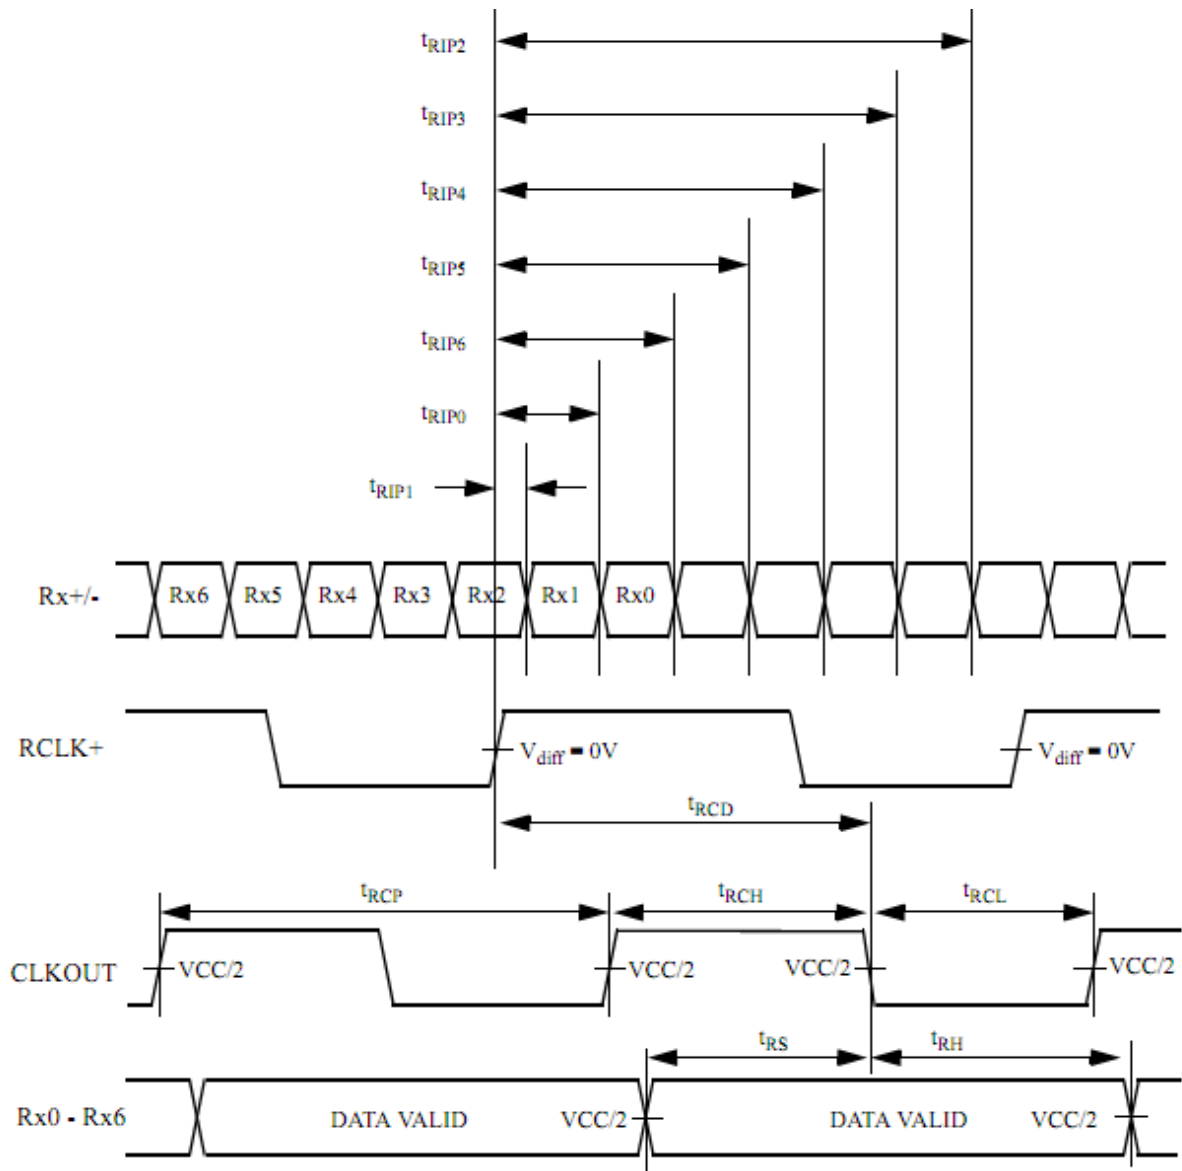 tRIP2
tRIP3
tRIP4
tRIP5
tRIP6
tRIP0
tRIP1
Rx+/- Rx6 Rx5 Rx4 Rx3 Rx2 Rx1 Rx0
RCLK+ Vdiff = 0V Vdiff = 0V
tRCD
tRCP tRCH tRCL
CLKOUT VCC/2 VCC/2 VCC/2 VCC/2
tRS tRH
Rx0 - Rx6 DATA VALID VCC/2 DATA VALID VCC/2